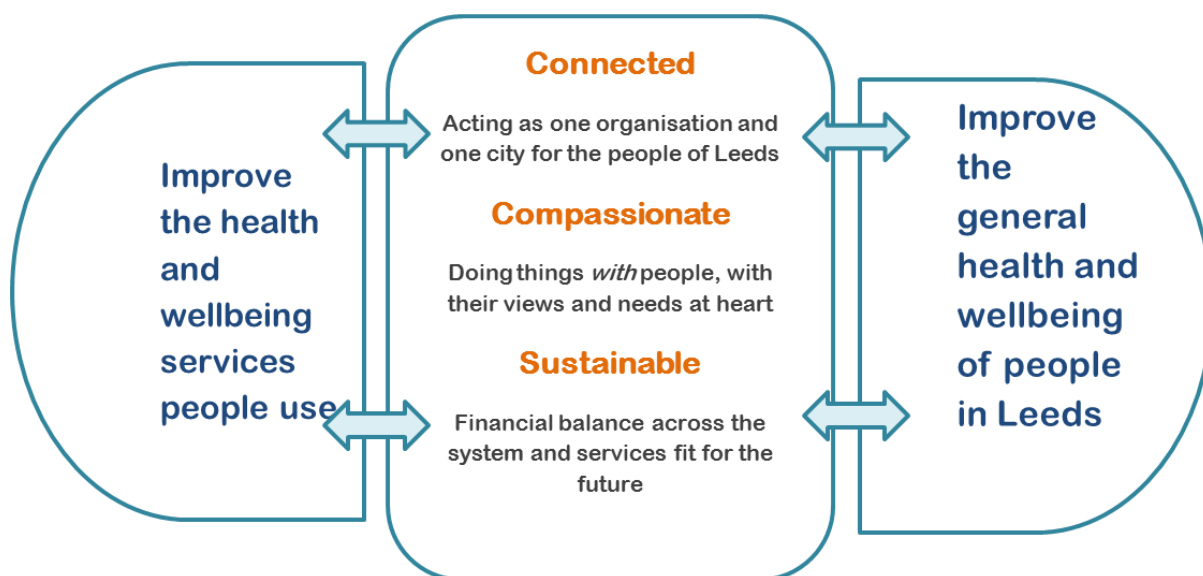 Improve
the health
and
wellbeing
services
people use
Connected
Acting as one organisation and
one city for the people of Leeds
Compassionate
Doing things with people, with
their views and needs at heart
Sustainable
Financial balance across the
system and services fit for the
future
Improve
the
general
health and
wellbeing
of people
in Leeds